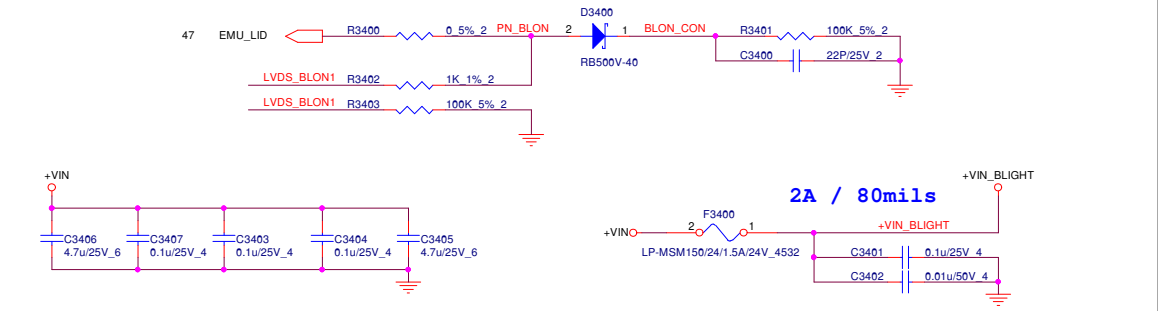 D3400
47 EMU_LID R3400 0_5%_2 PN_BLON 2 1 BLON_CON R3401 100K_5%_2
RB500V-40 C3400 22P/25V_2
LVDS_BLON1 R3402 1K_1%_2
LVDS_BLON1 R3403 100K_5%_2
+VIN +VIN_BLIGHT
2A / 80mils
F3400
+VIN 2 1 +VIN_BLIGHT
C3406 C3407 C3403 C3404 C3405
4.7u/25V_6 0.1u/25V_4 0.1u/25V_4 0.1u/25V_4 4.7u/25V_6
LP-MSM150/24/1.5A/24V_4532 C3401 0.1u/25V_4
C3402 0.01u/50V_4